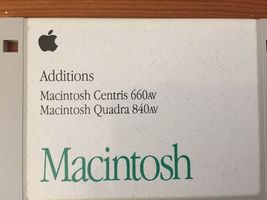 Additions
Macintosh Centris 660AV
Macintosh Quadra 840AV
Macintosh